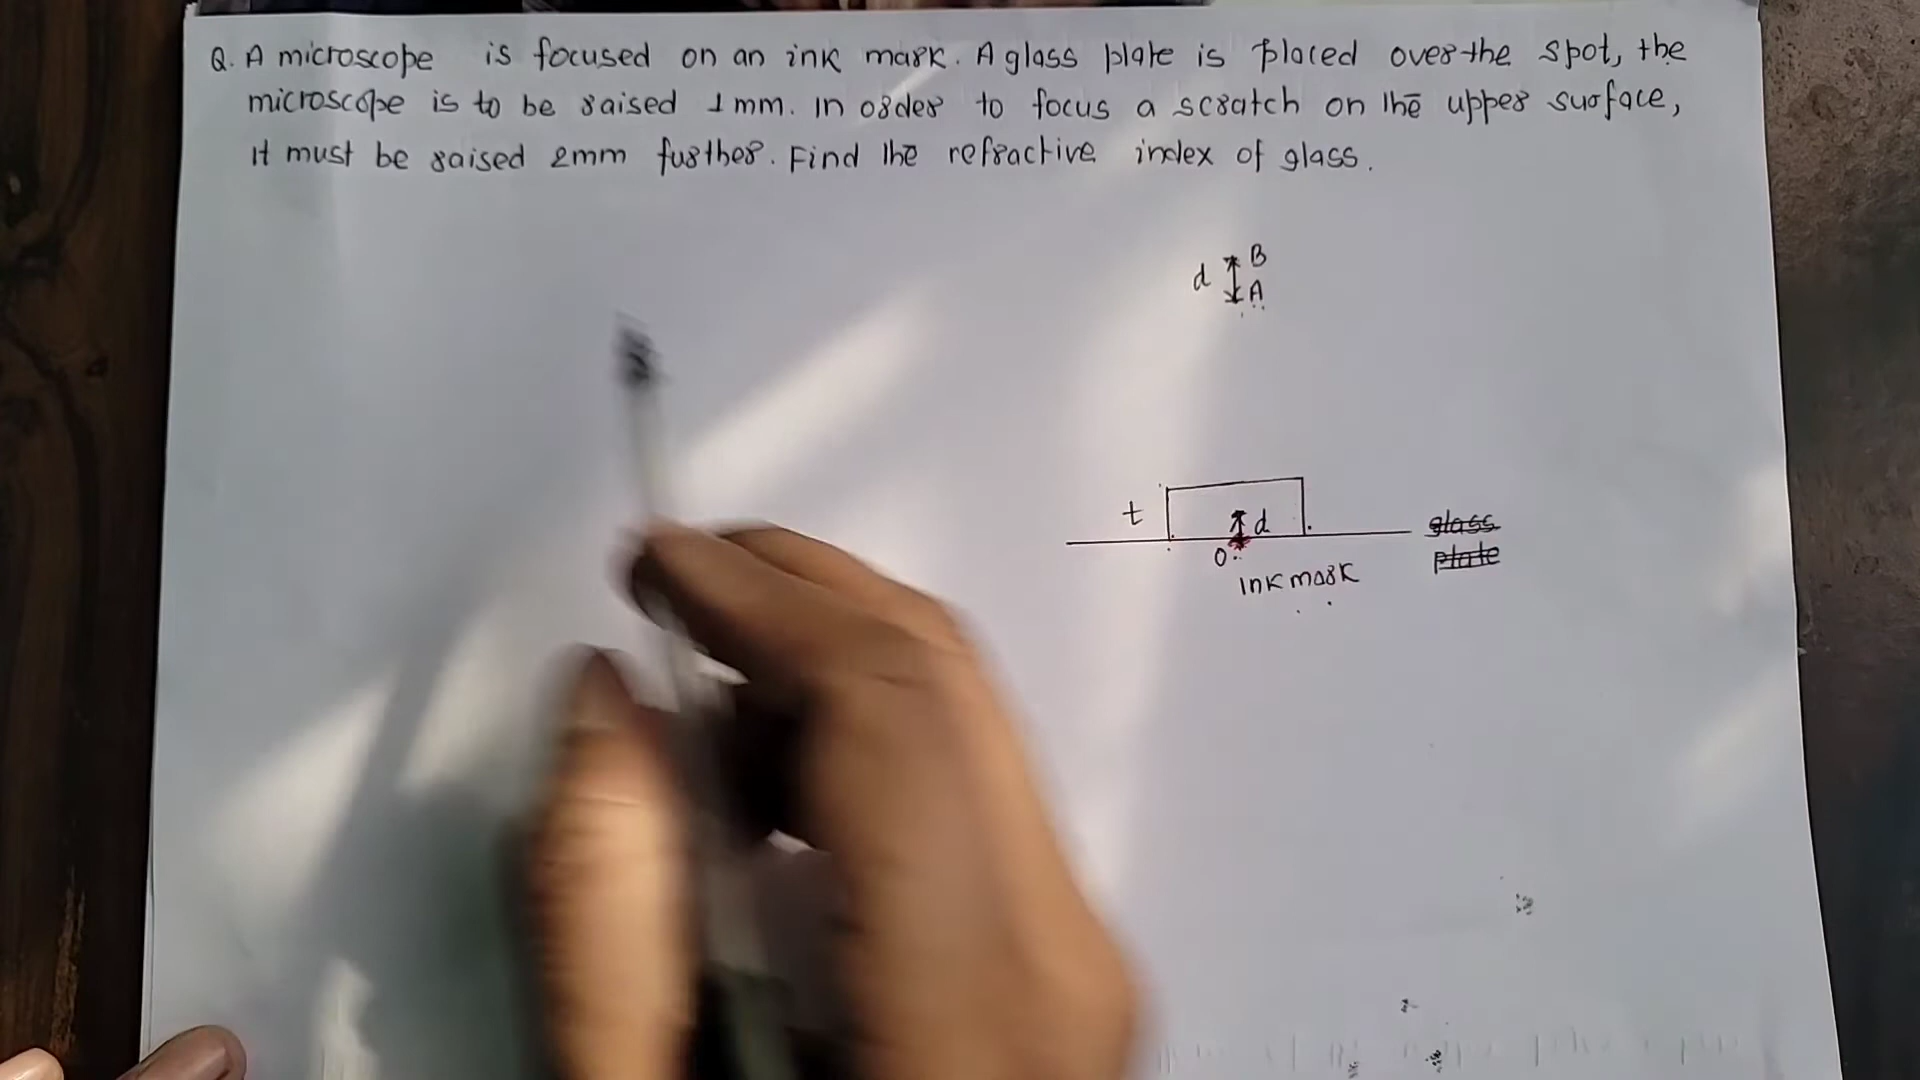 Q. A microscope is focused on an ink mark. A glass plate is placed over the spot, the
microscope is to be raised 1mm. In order to focus a scratch on the upper surface,
it must be raised 2mm further. Find the refractive index of glass.
B
d
A
t
d
glass
plate
O
Ink mark